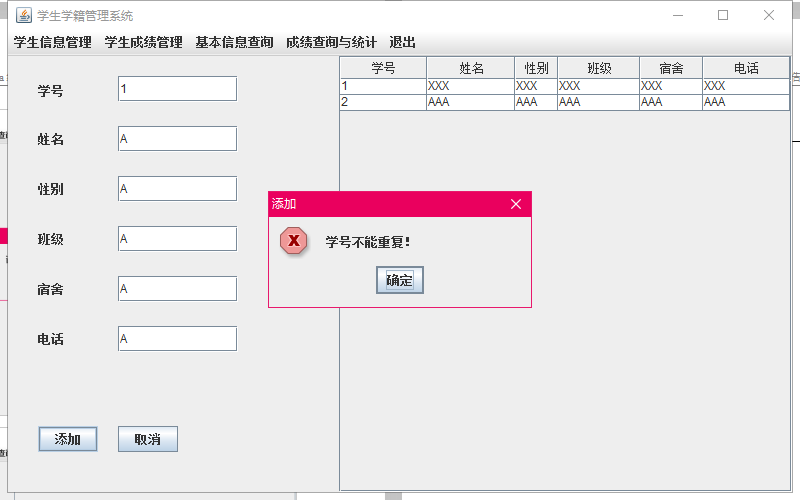 学生学籍管理系统
学生信息管理 学生成绩管理 基本信息查询 成绩查询与统计 退出
学号 1
姓名 A
性别 A
班级 A
宿舍 A
电话 A
添加 取消
学号 姓名 性别 班级 宿舍 电话
1 XXX XXX XXX XXX XXX
2 AAA AAA AAA AAA AAA
添加
学号不能重复!
确定